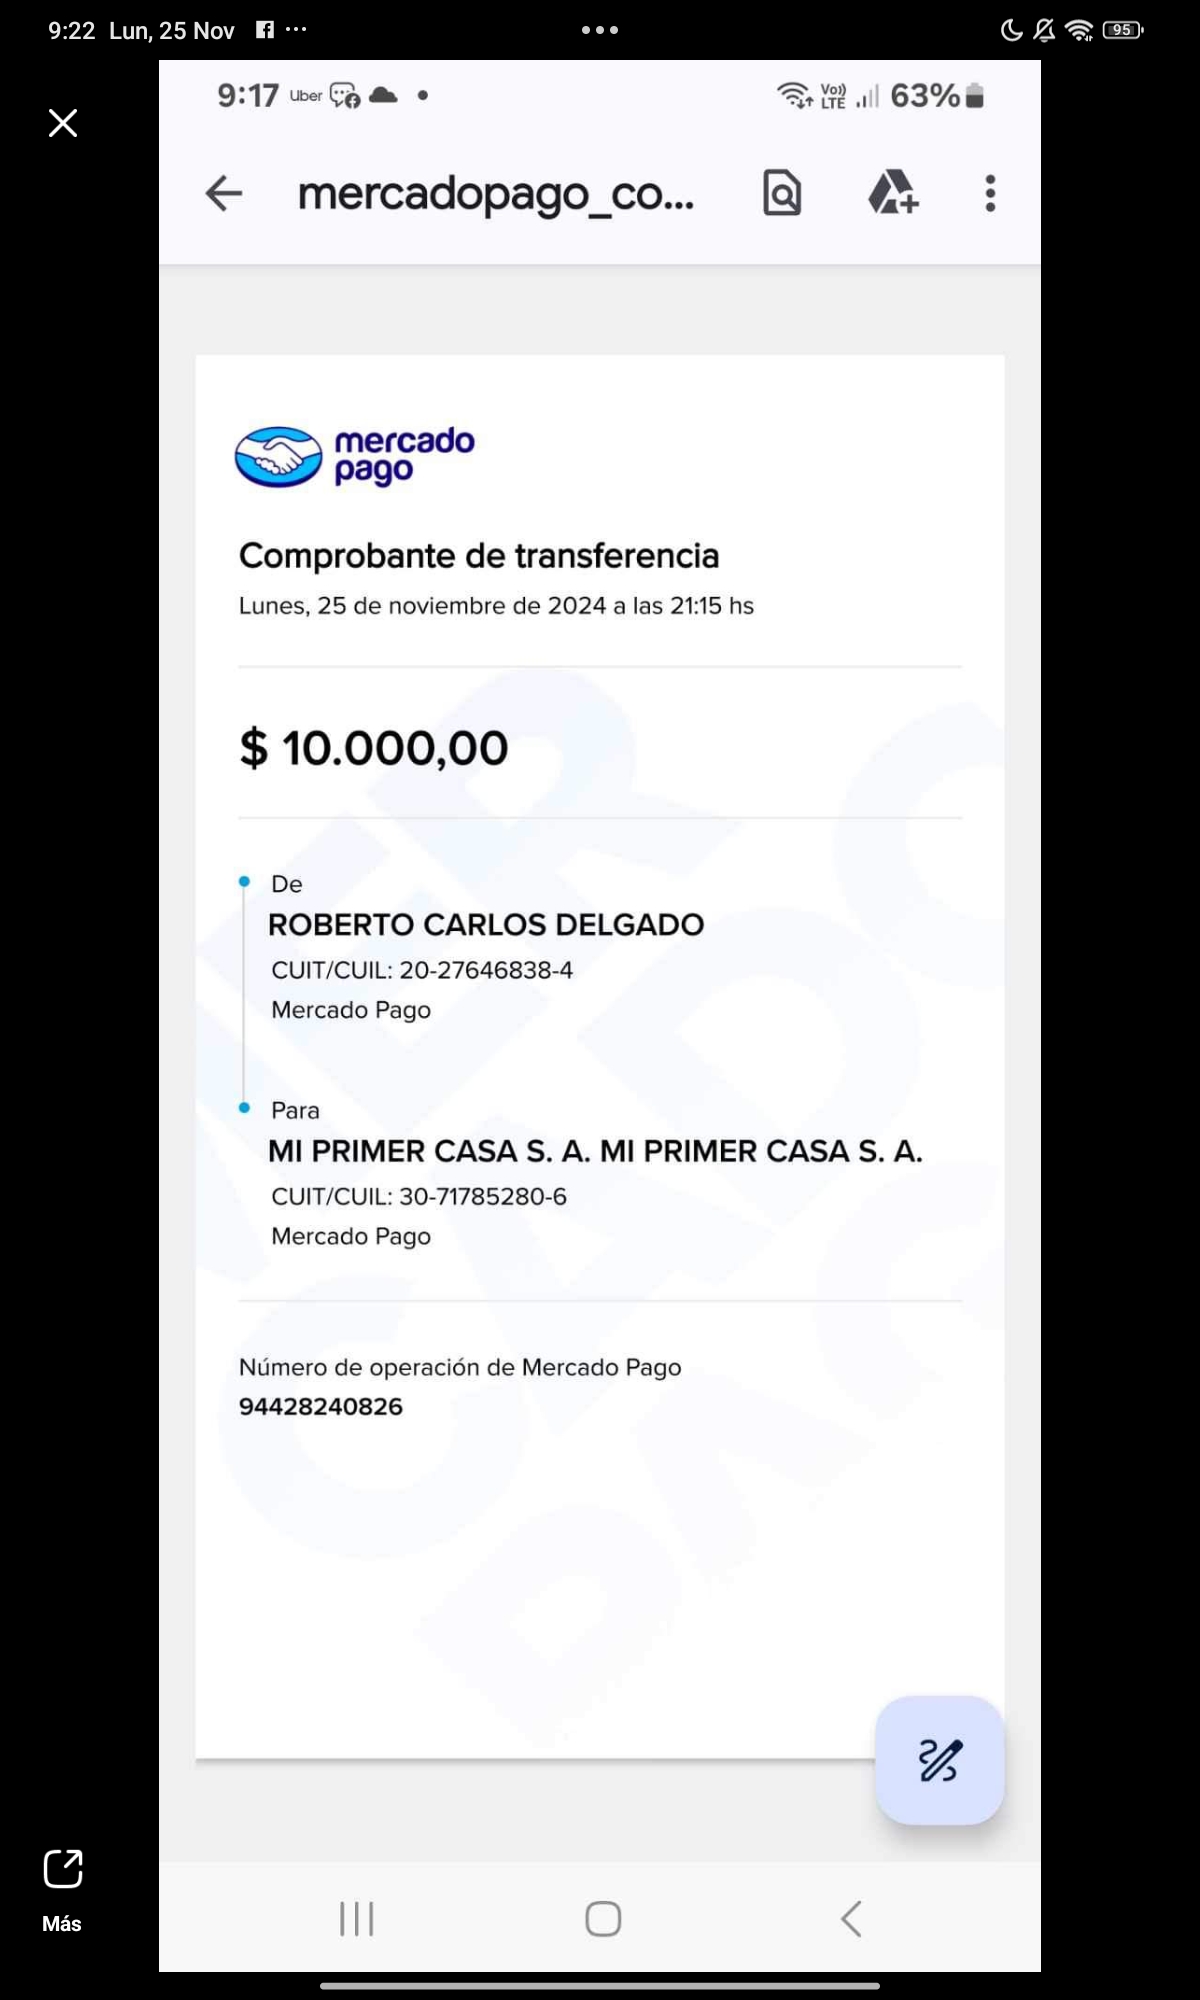 9:22 Lun, 25 Nov
95
9:17 Uber
Vo)) LTE 63%
mercadopago_co...
mercado
pago
Comprobante de transferencia
Lunes, 25 de noviembre de 2024 a las 21:15 hs
$ 10.000,00
De
ROBERTO CARLOS DELGADO
CUIT/CUIL: 20-27646838-4
Mercado Pago
Para
MI PRIMER CASA S. A. MI PRIMER CASA S. A.
CUIT/CUIL: 30-71785280-6
Mercado Pago
Número de operación de Mercado Pago
94428240826
Más